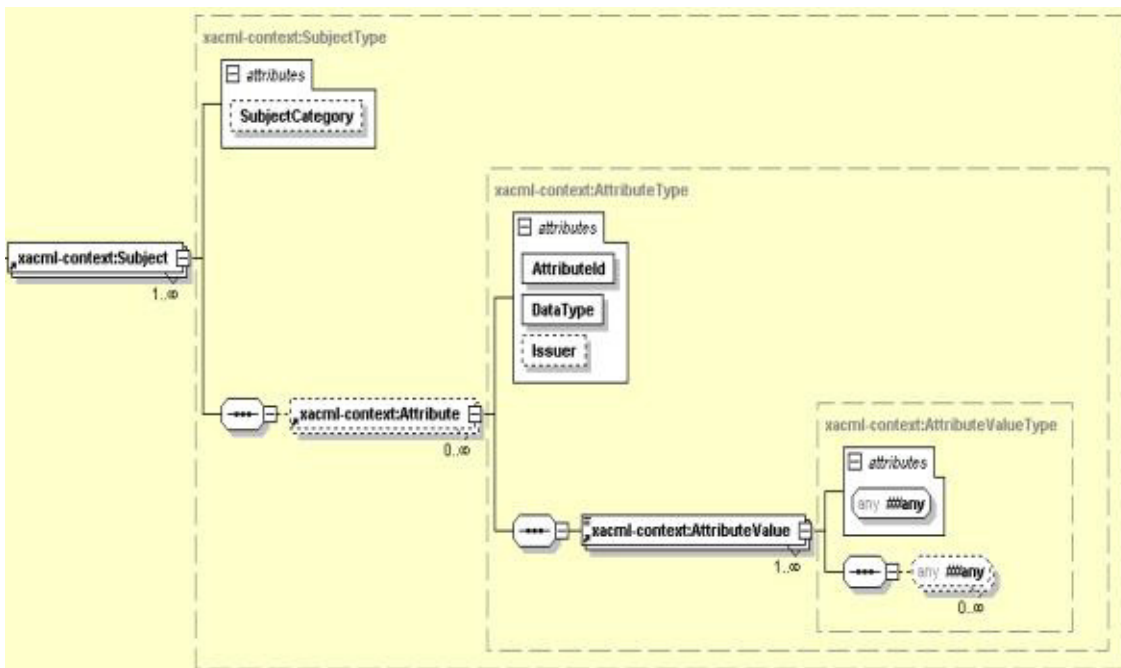 xacml-context:SubjectType
attributes
SubjectCategory
xacml-context:AttributeType
attributes
AttributeId
DataType
Issuer
xacml-context:Subject
1..∞
xacml-context:Attribute
0..∞
xacml-context:AttributeValueType
attributes
any ##any
xacml-context:AttributeValue
1..∞
any ##any
0..∞